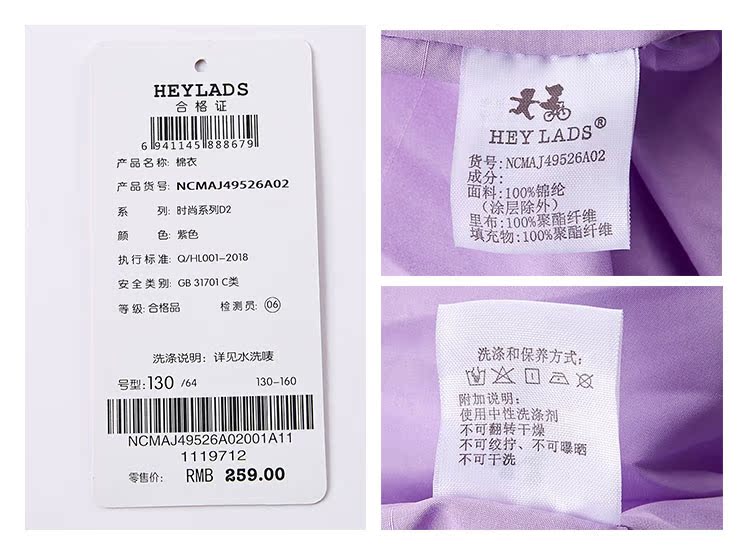 HEYLADS
合格证
6 941145 888679
产品名称: 棉衣
产品货号: NCMAJ49526A02
系 列: 时尚系列D2
颜 色: 紫色
执行标准: Q/HL001-2018
安全类别: GB 31701 C类
等级: 合格品 检测员: 06
洗涤说明: 详见水洗唛
号型: 130 /64 130-160
NCMAJ49526A02001A11
1119712
零售价: RMB 259.00
HEY LADS®
货号: NCMAJ49526A02
成分:
面料: 100%锦纶
(涂层除外)
里布: 100%聚酯纤维
填充物: 100%聚酯纤维
洗涤和保养方式:
附加说明:
使用中性洗涤剂
不可翻转干燥
不可绞拧、不可曝晒
不可干洗